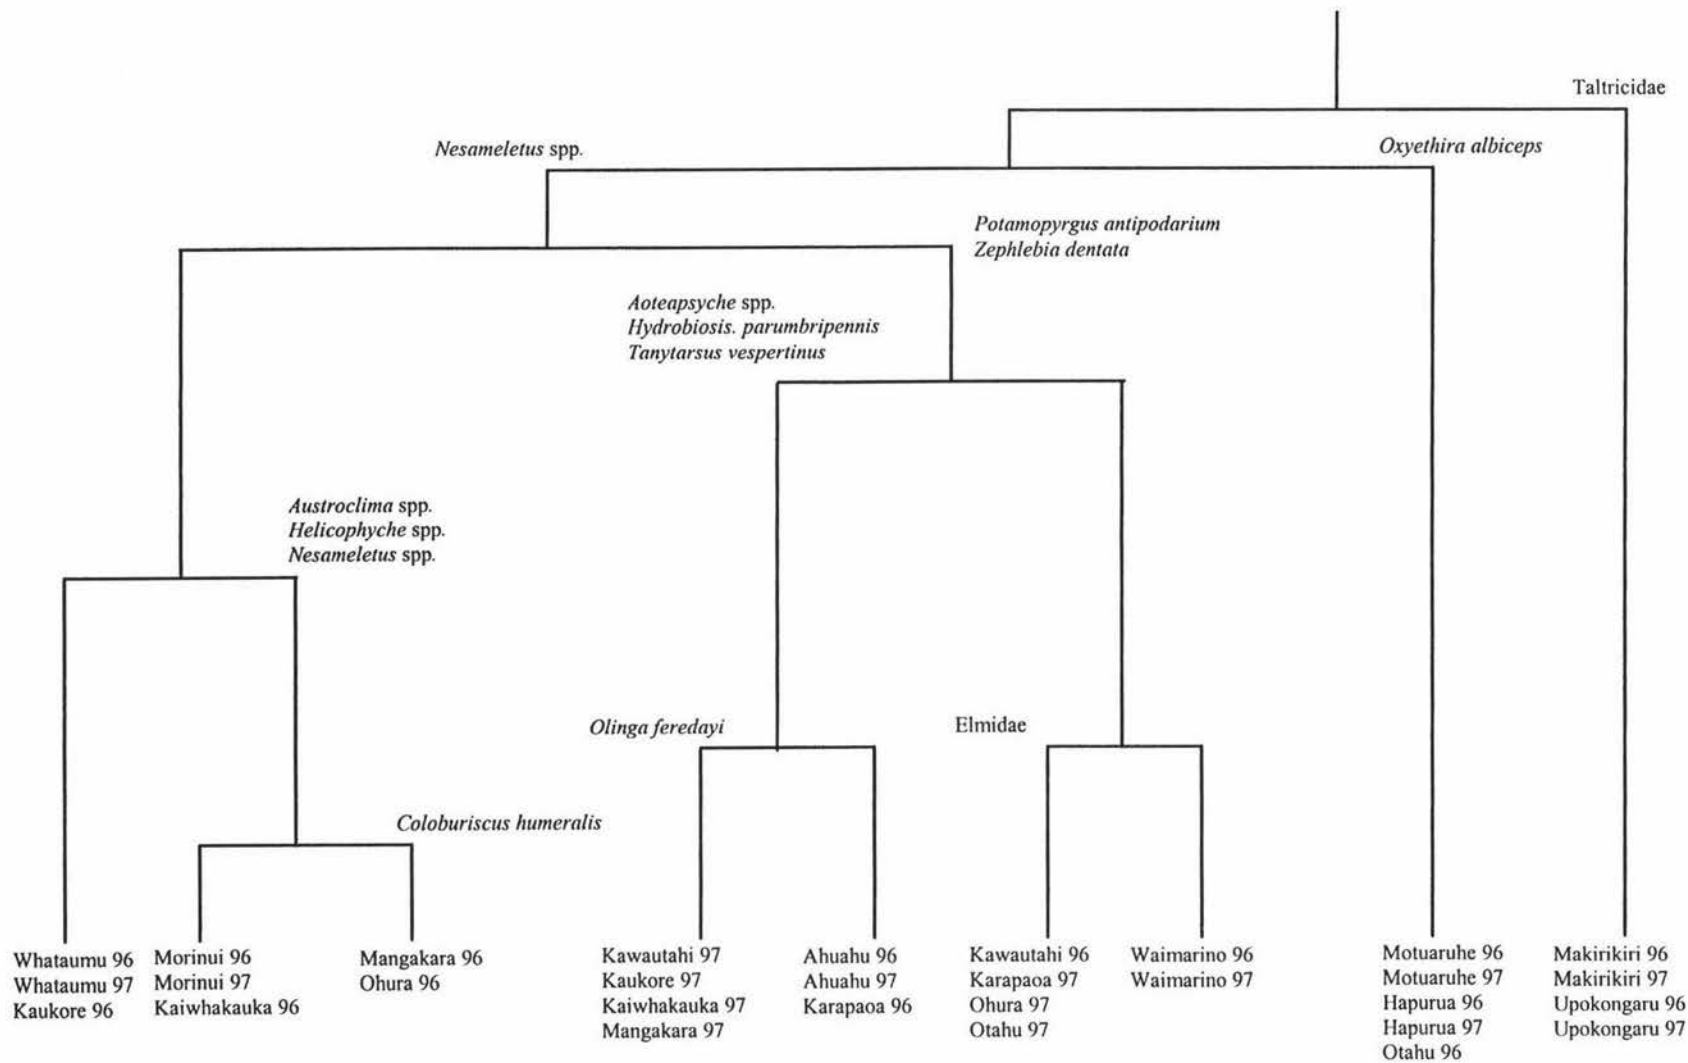 Taltricidae
Nesameletus spp.
Oxyethira albiceps
Potamopyrgus antipodarium
Zephlebia dentata
Aoteapsyche spp.
Hydrobiosis. parumbripennis
Tanytarsus vespertinus
Austroclima spp.
Helicophyche spp.
Nesameletus spp.
Olinga feredayi
Elmidae
Coloburiscus humeralis
Whataumu 96
Whataumu 97
Kaukore 96
Morinui 96
Morinui 97
Kaiwhakauka 96
Mangakara 96
Ohura 96
Kawautahi 97
Kaukore 97
Kaiwhakauka 97
Mangakara 97
Ahuahu 96
Ahuahu 97
Karapaoa 96
Kawautahi 96
Karapaoa 97
Ohura 97
Otahu 97
Waimarino 96
Waimarino 97
Motuaruhe 96
Motuaruhe 97
Hapurua 96
Hapurua 97
Otahu 96
Makirikiri 96
Makirikiri 97
Upokongaru 96
Upokongaru 97